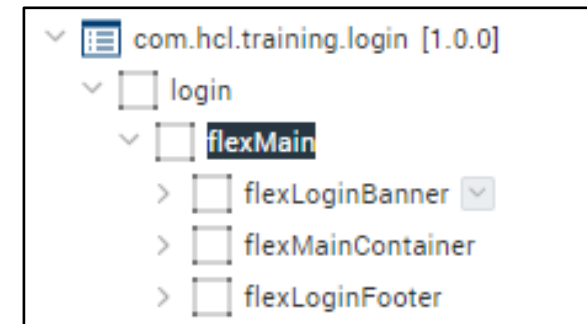 com.hcl.training.login [1.0.0]
login
flexMain
flexLoginBanner
flexMainContainer
flexLoginFooter